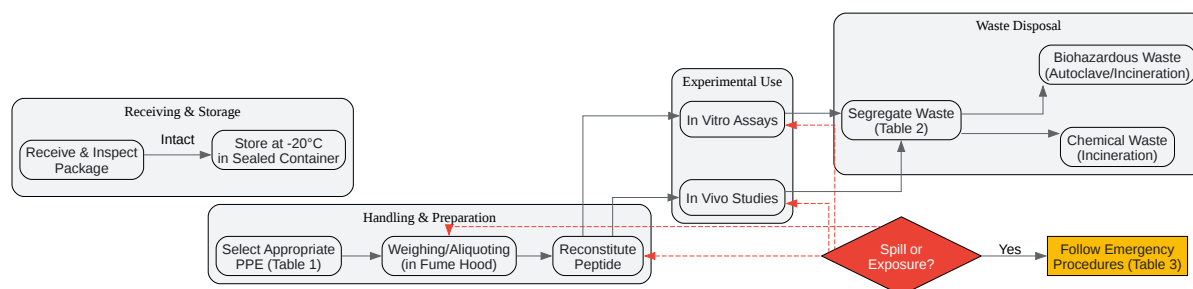 Receiving & Storage
Receive & Inspect
Package
Intact
Store at -20°C
in Sealed Container
Handling & Preparation
Select Appropriate
PPE (Table 1)
Weighing/Aliquoting
(in Fume Hood)
Reconstitute
Peptide
Experimental Use
In Vitro Assays
In Vivo Studies
Waste Disposal
Segregate Waste
(Table 2)
Biohazardous Waste
(Autoclave/Incineration)
Chemical Waste
(Incineration)
Spill or
Exposure?
Yes
Follow Emergency
Procedures (Table 3)